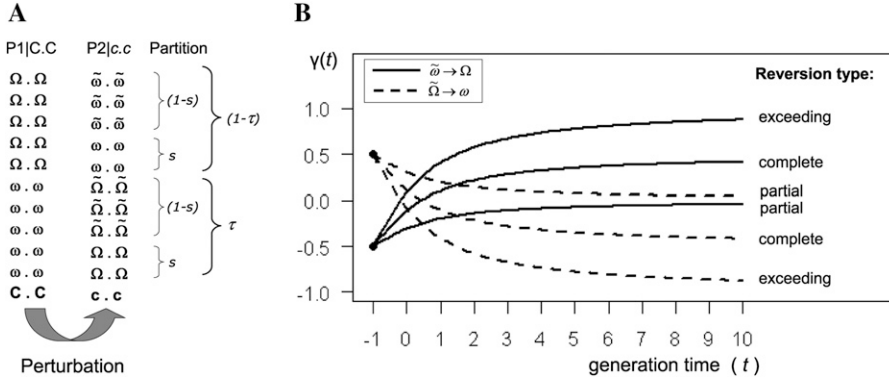 A
P1|C.C P2|c.c Partition
Ω . Ω ω̃ . ω̃
Ω . Ω ω̃ . ω̃ (1-s)
Ω . Ω ω̃ . ω̃
(1-τ)
Ω . Ω ω . ω s
Ω . Ω ω . ω
ω . ω Ω . Ω̃
ω . ω Ω̃ . Ω̃ (1-s)
ω . ω Ω̃ . Ω̃
τ
ω . ω Ω . Ω s
ω . ω Ω . Ω
C . C c . c
Perturbation
B
γ(t)
ω̃ → Ω
Ω̃ → ω
Reversion type:
1.0
0.5
0.0
-0.5
-1.0
exceeding
complete
partial
partial
complete
exceeding
-1 0 1 2 3 4 5 6 7 8 9 10
generation time ( t )